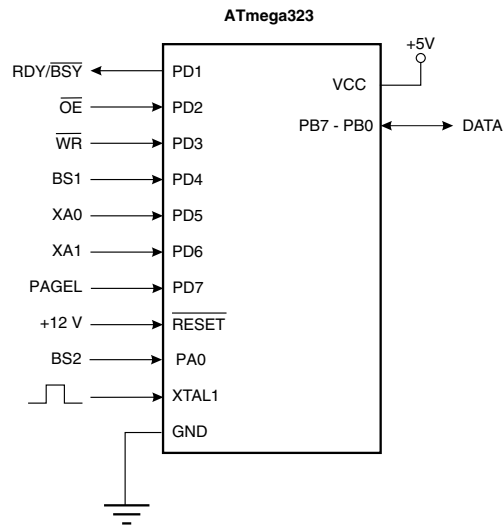 ATmega323
+5V
RDY/BSY PD1 VCC
OE PD2 PB7 - PB0 DATA
WR PD3
BS1 PD4
XA0 PD5
XA1 PD6
PAGEL PD7
+12 V RESET
BS2 PA0
XTAL1
GND